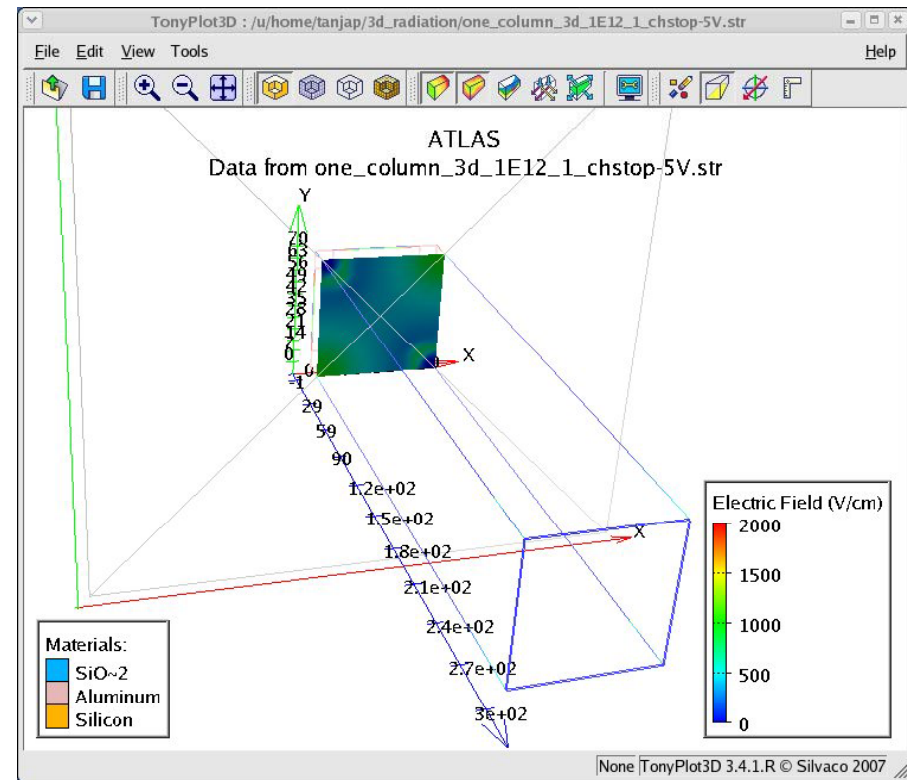 TonyPlot3D : /u/home/tanjap/3d_radiation/one_column_3d_1E12_1_chstop-5V.str
File Edit View Tools Help
ATLAS
Data from one_column_3d_1E12_1_chstop-5V.str
Y
70
63
56
49
42
35
28
21
14
7
0
X
0
-1
29
59
90
1.2e+02
1.5e+02
1.8e+02
X
2.1e+02
2.4e+02
2.7e+02
3e+02
Electric Field (V/cm)
2000
1500
1000
500
0
Materials:
SiO~2
Aluminum
Silicon
None TonyPlot3D 3.4.1.R © Silvaco 2007